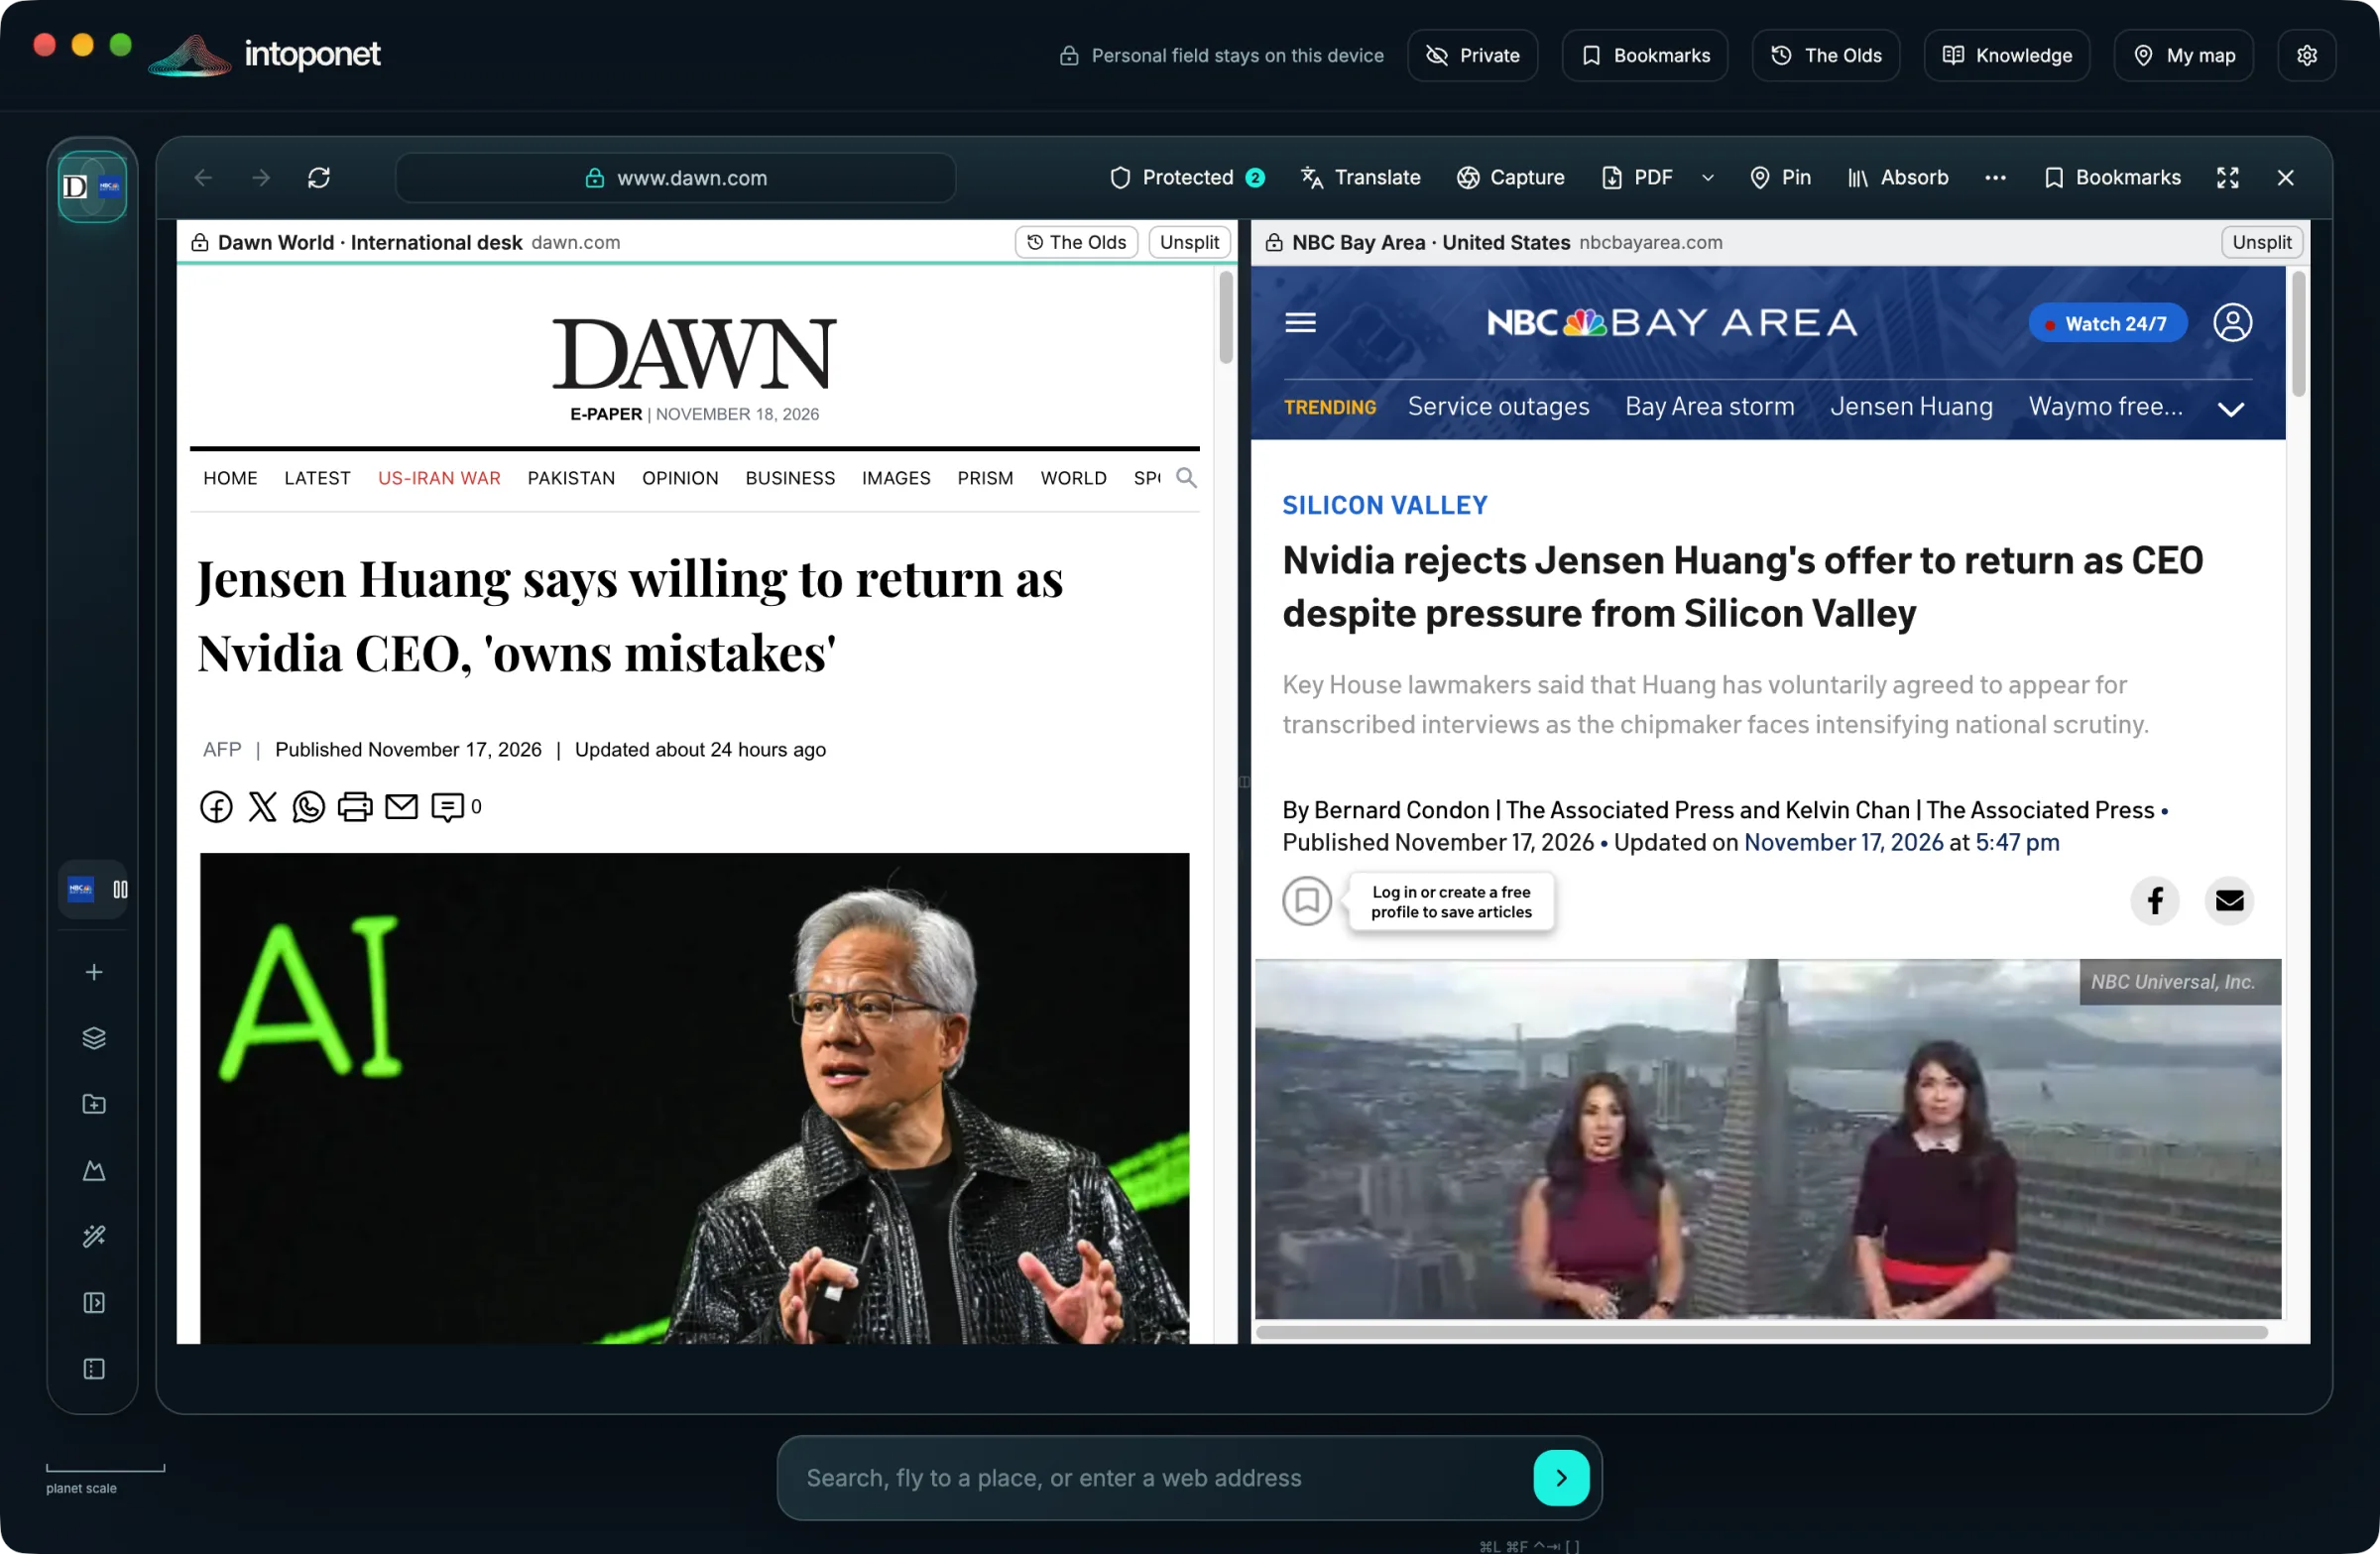 intoponet
Personal field stays on this device
Private
Bookmarks
The Olds
Knowledge
My map
www.dawn.com
Protected 2
Translate
Capture
PDF
Pin
Absorb
Bookmarks
Dawn World · International desk dawn.com
The Olds
Unsplit
DAWN
E-PAPER | NOVEMBER 18, 2026
HOME LATEST US-IRAN WAR PAKISTAN OPINION BUSINESS IMAGES PRISM WORLD
Jensen Huang says willing to return as
Nvidia CEO, 'owns mistakes'
AFP | Published November 17, 2026 | Updated about 24 hours ago
0
AI
NBC Bay Area · United States nbcbayarea.com
Unsplit
NBC BAY AREA
Watch 24/7
TRENDING Service outages Bay Area storm Jensen Huang Waymo free...
SILICON VALLEY
Nvidia rejects Jensen Huang's offer to return as CEO
despite pressure from Silicon Valley
Key House lawmakers said that Huang has voluntarily agreed to appear for
transcribed interviews as the chipmaker faces intensifying national scrutiny.
By Bernard Condon | The Associated Press and Kelvin Chan | The Associated Press •
Published November 17, 2026 • Updated on November 17, 2026 at 5:47 pm
Log in or create a free
profile to save articles
NBC Universal, Inc.
planet scale
Search, fly to a place, or enter a web address
⌘L ⌘F